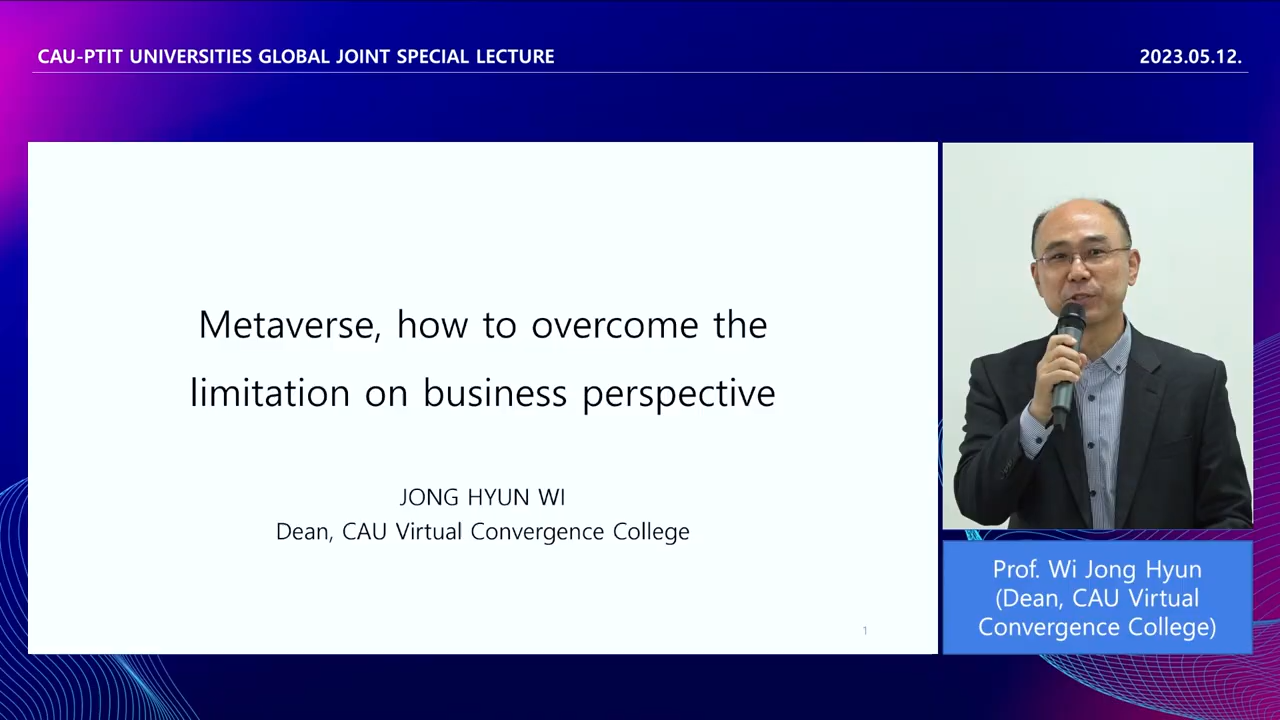 CAU-PTIT UNIVERSITIES GLOBAL JOINT SPECIAL LECTURE
2023.05.12.
Metaverse, how to overcome the
limitation on business perspective
JONG HYUN WI
Dean, CAU Virtual Convergence College
1
Prof. Wi Jong Hyun
(Dean, CAU Virtual
Convergence College)